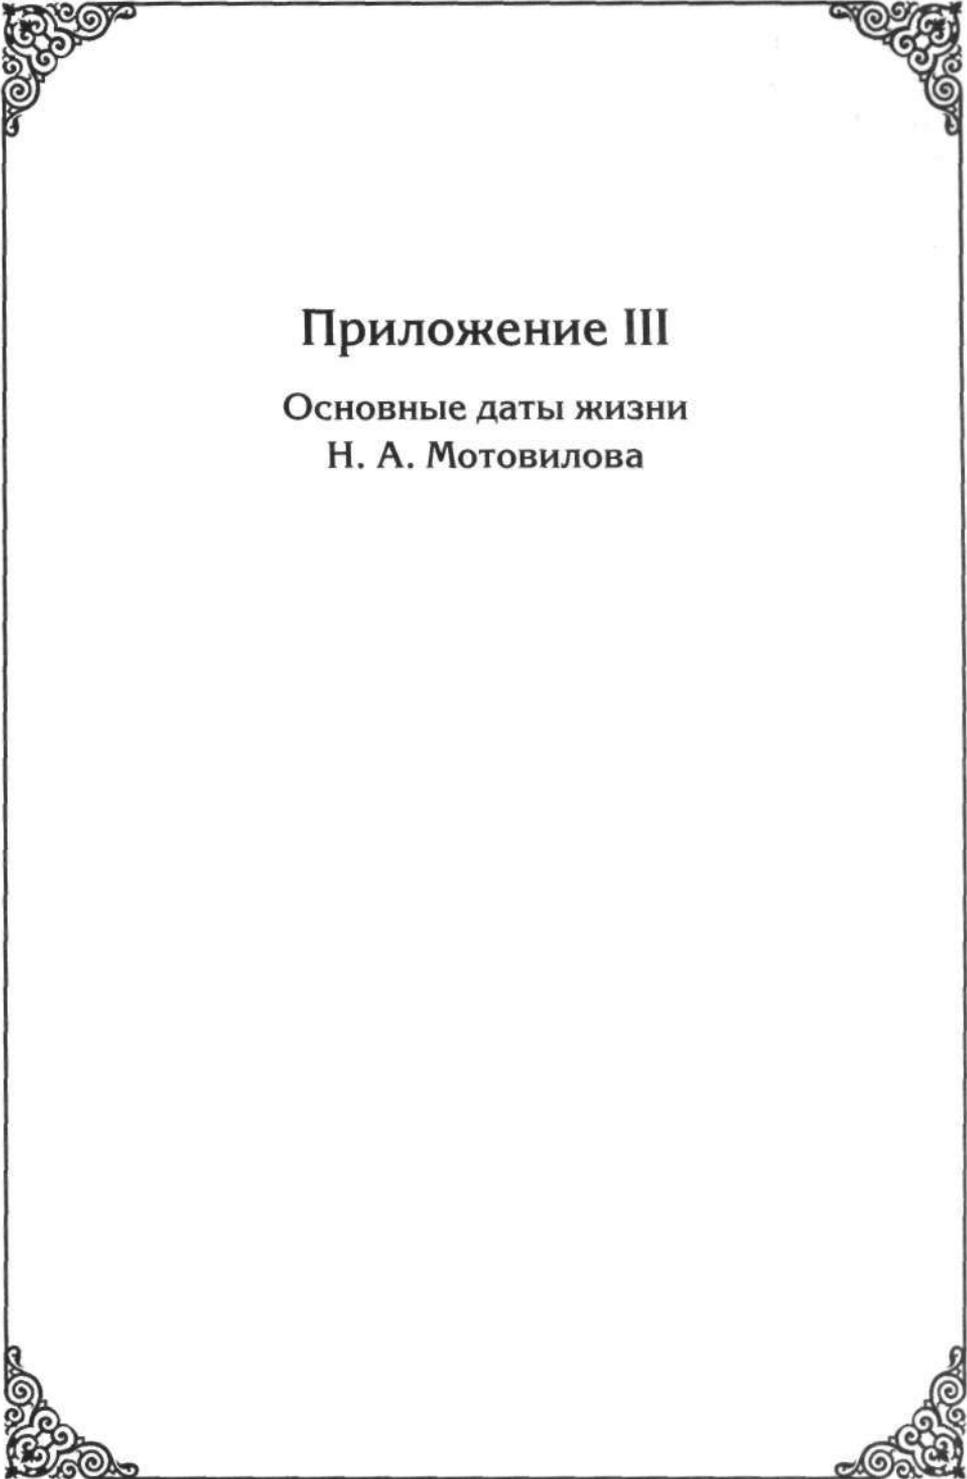 Приложение III
Основные даты жизни
Н. А. Мотовилова